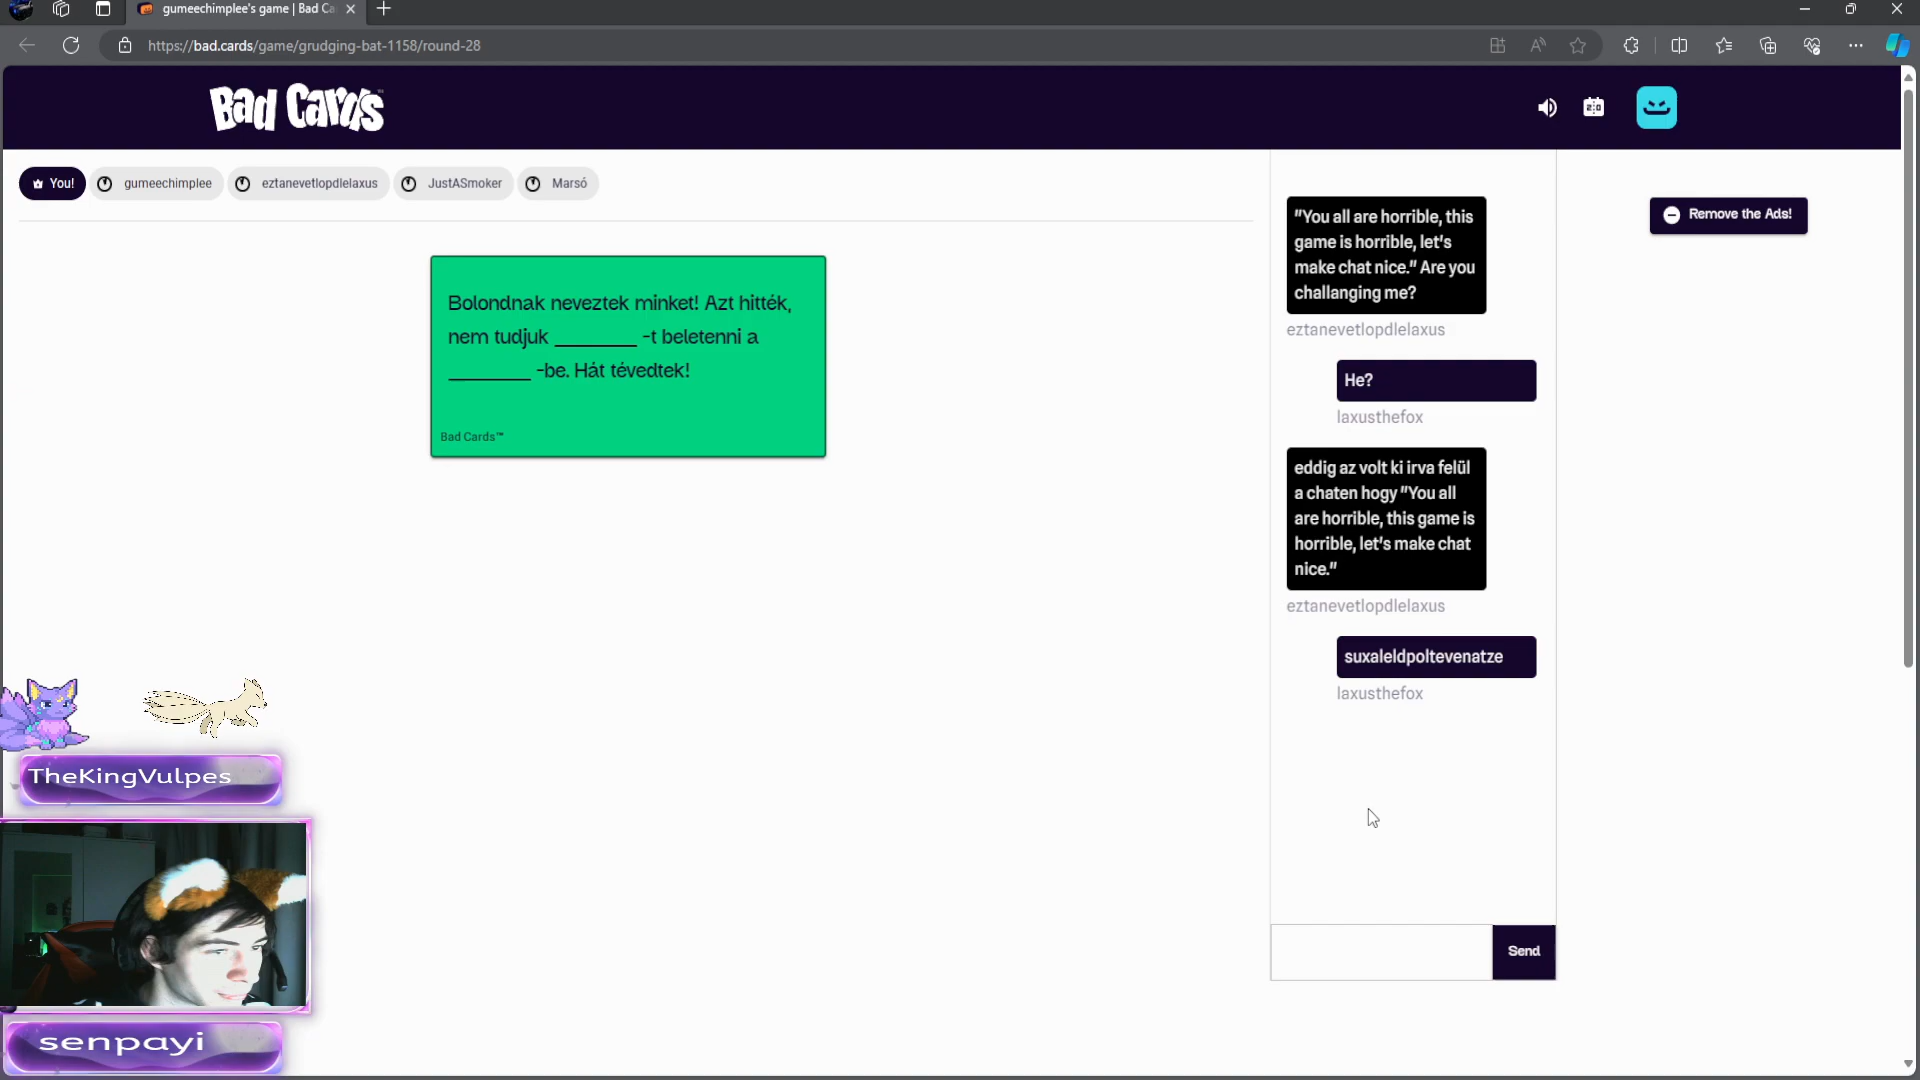 gumeechimplee's game | Bad Ca
https://bad.cards/game/grudging-bat-1158/round-28
Bad Cards
You!
gumeechimplee
eztanevetlopdlelaxus
JustASmoker
Marsó
Bolondnak neveztek minket! Azt hitték,
nem tudjuk ________ -t beletenni a
________ -be. Hát tévedtek!
Bad Cards™
"You all are horrible, this
game is horrible, let's
make chat nice." Are you
challanging me?
eztanevetlopdlelaxus
He?
laxusthefox
eddig az volt ki irva felül
a chaten hogy "You all
are horrible, this game is
horrible, let's make chat
nice."
eztanevetlopdlelaxus
suxaleldpoltevenatze
laxusthefox
Send
Remove the Ads!
TheKingVulpes
senpayi